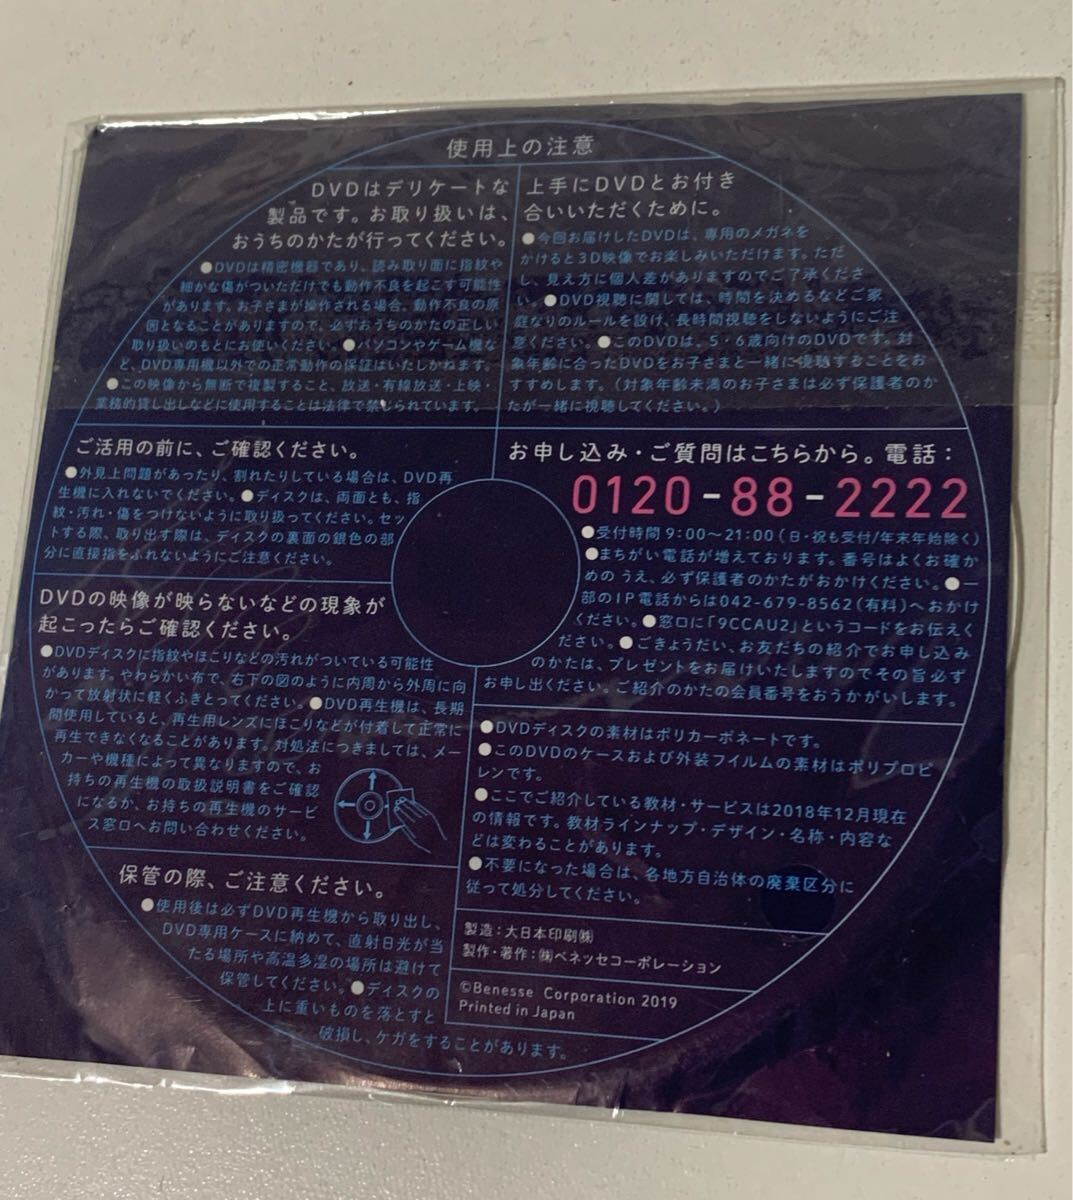 使用上の注意
DVDはデリケートな
製品です。お取り扱いは、
おうちのかたが行ってください。
●DVDは精密機器であり、読み取り面に指紋や
細かな傷がついただけでも動作不良を起こす可能性
があります。お子さまが操作される場合、動作不良の原
因となることがありますので、必ずおうちのかたの正しい
取り扱いのもとにお使いください。●パソコンやゲーム機な
ど、DVD専用機以外での正常動作の保証はいたしかねます。
●この映像から無断で複製すること、放送・有線放送・上映・
業務的貸し出しなどに使用することは法律で禁じられています。
上手にDVDとお付き
合いいただくために。
●今回お届けしたDVDは、専用のメガネを
かけると3D映像でお楽しみいただけます。ただ
し、見え方に個人差がありますのでご了承くださ
い。●DVD視聴に関しては、時間を決めるなどご家
庭なりのルールを設け、長時間視聴をしないようにご注
意ください。●このDVDは、5・6歳向けのDVDです。対
象年齢に合ったDVDをお子さまと一緒に視聴することをお
すすめします。(対象年齢未満のお子さまは必ず保護者のか
たが一緒に視聴してください。)
ご活用の前に、ご確認ください。
●外見上問題があったり、割れたりしている場合は、DVD再
生機に入れないでください。●ディスクは、両面とも、指
紋・汚れ・傷をつけないように取り扱ってください。セッ
トする際、取り出す際は、ディスクの裏面の銀色の部
分に直接指をふれないようにご注意ください。
お申し込み・ご質問はこちらから。電話:
0120-88-2222
●受付時間 9:00〜21:00(日・祝も受付/年末年始除く)
●まちがい電話が増えております。番号はよくお確か
めのうえ、必ず保護者のかたがおかけください。●一
部のIP電話からは042-679-8562(有料)へおかけ
ください。●窓口に「9CCAU2」というコードをお伝えく
ださい。●ごきょうだい、お友だちの紹介でお申し込み
のかたは、プレゼントをお届けいたしますのでその旨必ず
お申し出ください。ご紹介のかたの会員番号をおうかがいします。
DVDの映像が映らないなどの現象が
起こったらご確認ください。
●DVDディスクに指紋やほこりなどの汚れがついている可能性
があります。やわらかい布で、右下の図のように内周から外周に向
かって放射状に軽くふきとってください。●DVD再生機は、長期
間使用していると、再生用レンズにほこりなどが付着して正常に
再生できなくなることがあります。対処法につきましては、メー
カーや機種によって異なりますので、お
持ちの再生機の取扱説明書をご確認
になるか、お持ちの再生機のサービ
ス窓口へお問い合わせください。
●DVDディスクの素材はポリカーボネートです。
●このDVDのケースおよび外装フイルムの素材はポリプロピ
レンです。
●ここでご紹介している教材・サービスは2018年12月現在
の情報です。教材ラインナップ・デザイン・名称・内容な
どは変わることがあります。
●不要になった場合は、各地方自治体の廃棄区分に
従って処分してください。
保管の際、ご注意ください。
●使用後は必ずDVD再生機から取り出し、
DVD専用ケースに納めて、直射日光が当
たる場所や高温多湿の場所は避けて
保管してください。●ディスクの
上に重いものを落とすと
破損し、ケガをすることがあります。
製造:大日本印刷㈱
製作・著作:㈱ベネッセコーポレーション
©Benesse Corporation 2019
Printed in Japan